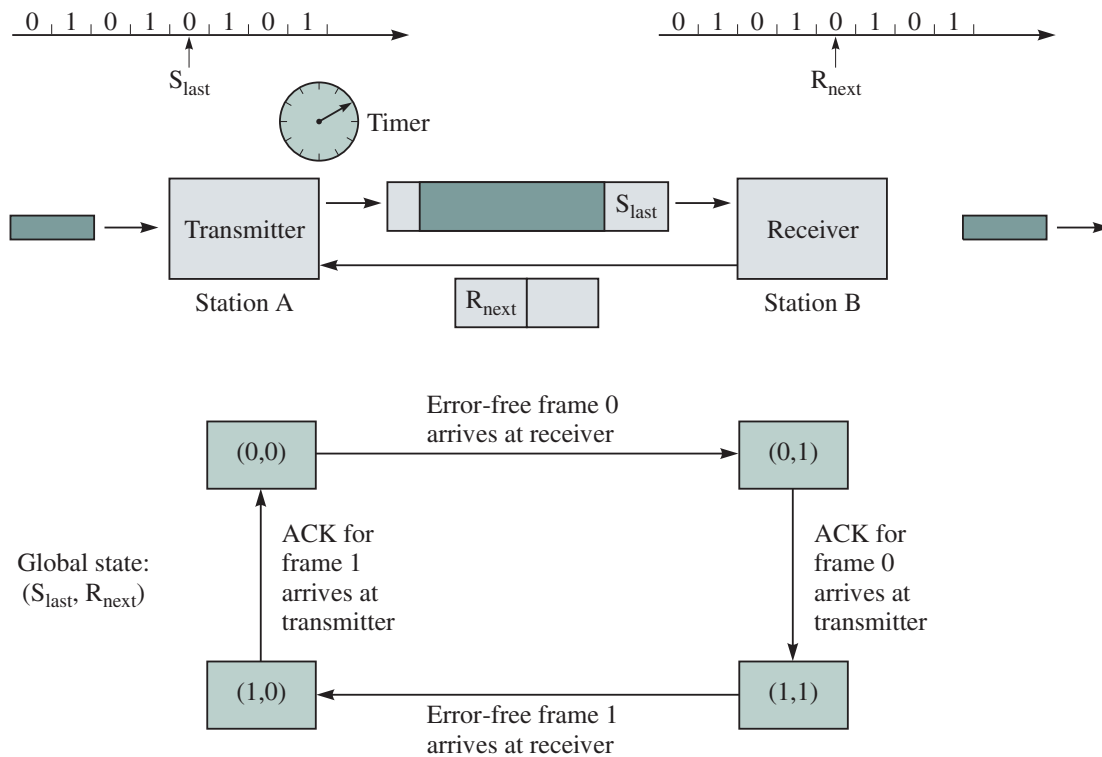 0 1 0 1 0 1 0 1
0 1 0 1 0 1 0 1
S_last
R_next
Timer
Transmitter
S_last
Receiver
Station A
R_next
Station B
Error-free frame 0
arrives at receiver
(0,0)
(0,1)
Global state:
(S_last, R_next)
ACK for
frame 1
arrives at
transmitter
ACK for
frame 0
arrives at
transmitter
(1,0)
(1,1)
Error-free frame 1
arrives at receiver